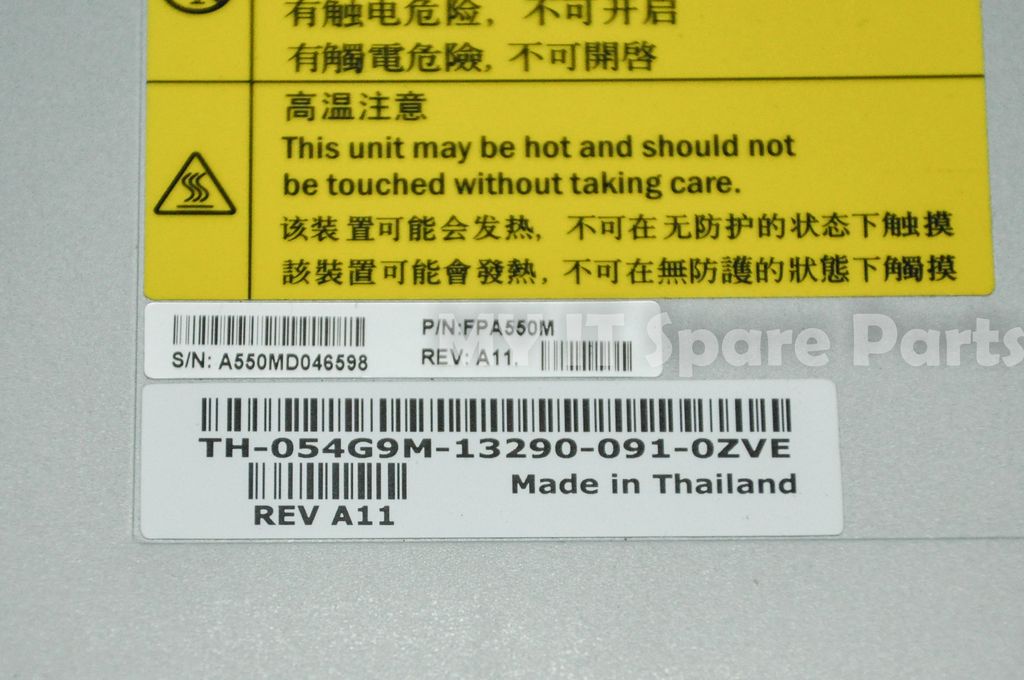 有触电危险，不可开启
有觸電危險，不可開啓
高温注意
This unit may be hot and should not
be touched without taking care.
该装置可能会发热，不可在无防护的状态下触摸
該裝置可能會發熱，不可在無防護的狀態下觸摸
P/N:FPA550M
S/N: A550MD046598
REV: A11.
MY IT Spare Parts
TH-054G9M-13290-091-0ZVE
Made in Thailand
REV A11